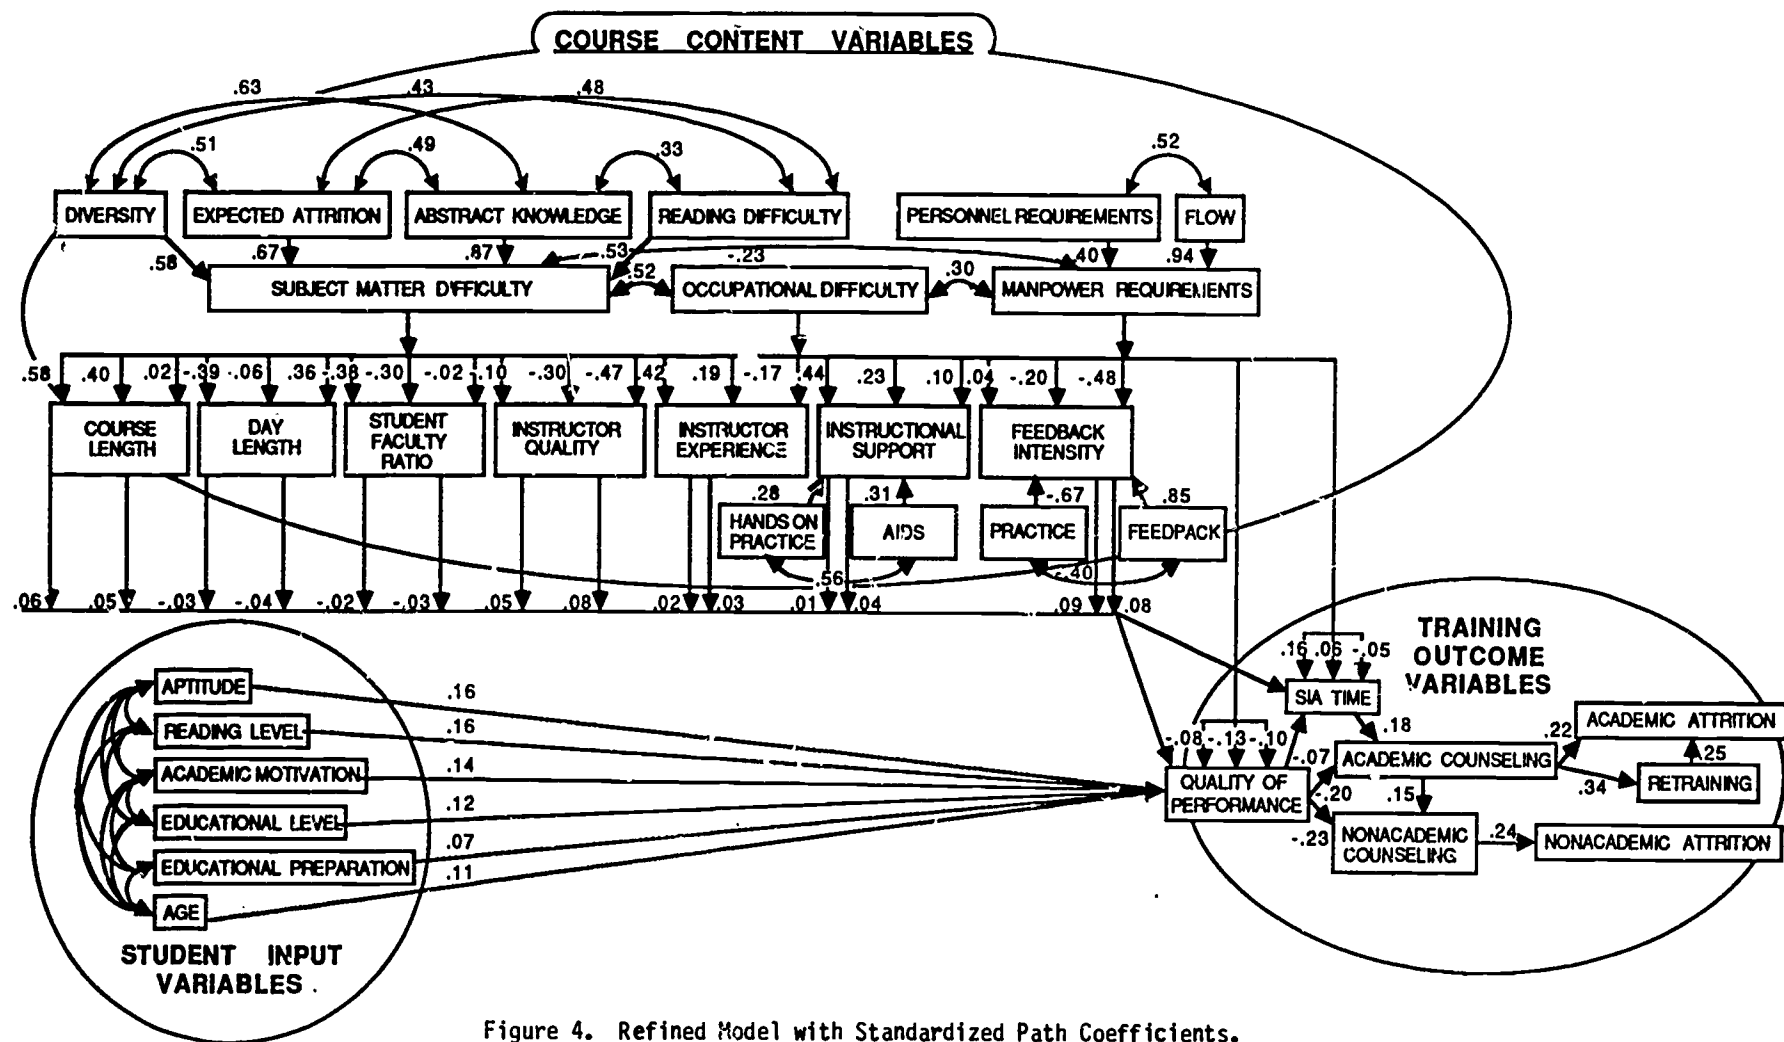 COURSE CONTENT VARIABLES
.63 .43 .48
.51 .49 .33 .52
DIVERSITY EXPECTED ATTRITION ABSTRACT KNOWLEDGE READING DIFFICULTY PERSONNEL REQUIREMENTS FLOW
.58 .67 .87 .53 -.23 .40 .94
.52 .30
SUBJECT MATTER DIFFICULTY OCCUPATIONAL DIFFICULTY MANPOWER REQUIREMENTS
.58 .40 .02 -.39 -.06 .36 -.38 -.30 -.02 -.10 -.30 -.47 .42 .19 -.17 .44 .23 .10 .04 -.20 -.48
COURSE LENGTH
DAY LENGTH
STUDENT FACULTY RATIO
INSTRUCTOR QUALITY
INSTRUCTOR EXPERIENCE
INSTRUCTIONAL SUPPORT
FEEDBACK INTENSITY
.28 .31 -.67 .85
HANDS ON PRACTICE
AIDS
PRACTICE
FEEDPACK
.56 -.40
.06 .05 -.03 -.04 -.02 -.03 .05 .08 .02 .03 .01 .04 .09 .08
APTITUDE .16
READING LEVEL .16
ACADEMIC MOTIVATION .14
EDUCATIONAL LEVEL .12
EDUCATIONAL PREPARATION .07
AGE .11
STUDENT INPUT
VARIABLES
TRAINING
OUTCOME
VARIABLES
.16 .06 -.05
SIA TIME
-.08 -.13 -.10
.18
-.07
QUALITY OF
PERFORMANCE
ACADEMIC COUNSELING
.22
ACADEMIC ATTRITION
.25
.34
RETRAINING
-.20
.15
-.23
NONACADEMIC
COUNSELING
.24
NONACADEMIC ATTRITION
Figure 4. Refined Model with Standardized Path Coefficients.